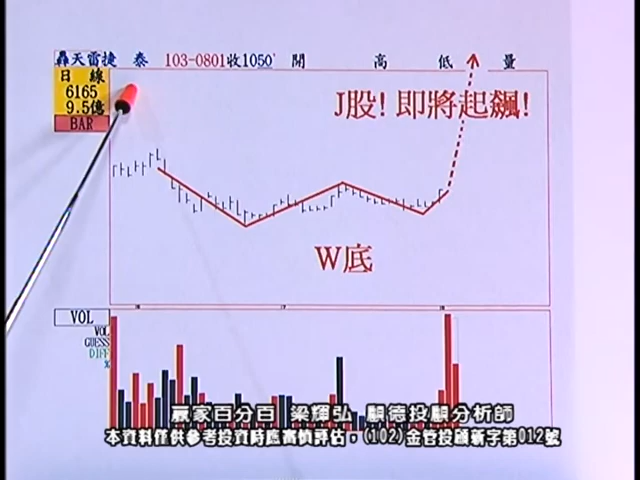 轟天雷捷 泰 103-0801收1050 開 高 低 量
日 線
6165
9.5億
BAR
J股! 即將起飆!
W底
VOL
VOL
GUESS
DIFF
%
贏家百分百 梁輝弘 顧德投顧分析師
本資料僅供參考投資時應審慎評估，(102)金管投顧新字第012號